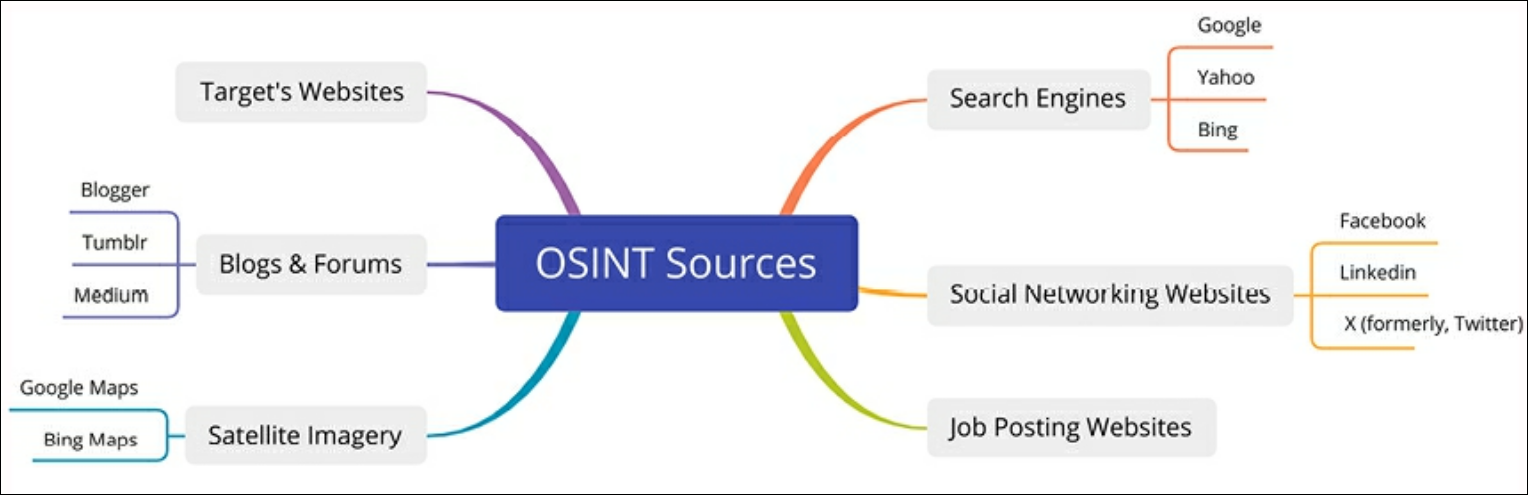 OSINT Sources
Target's Websites
Blogs & Forums
Blogger
Tumblr
Medium
Satellite Imagery
Google Maps
Bing Maps
Search Engines
Google
Yahoo
Bing
Social Networking Websites
Facebook
Linkedin
X (formerly, Twitter)
Job Posting Websites